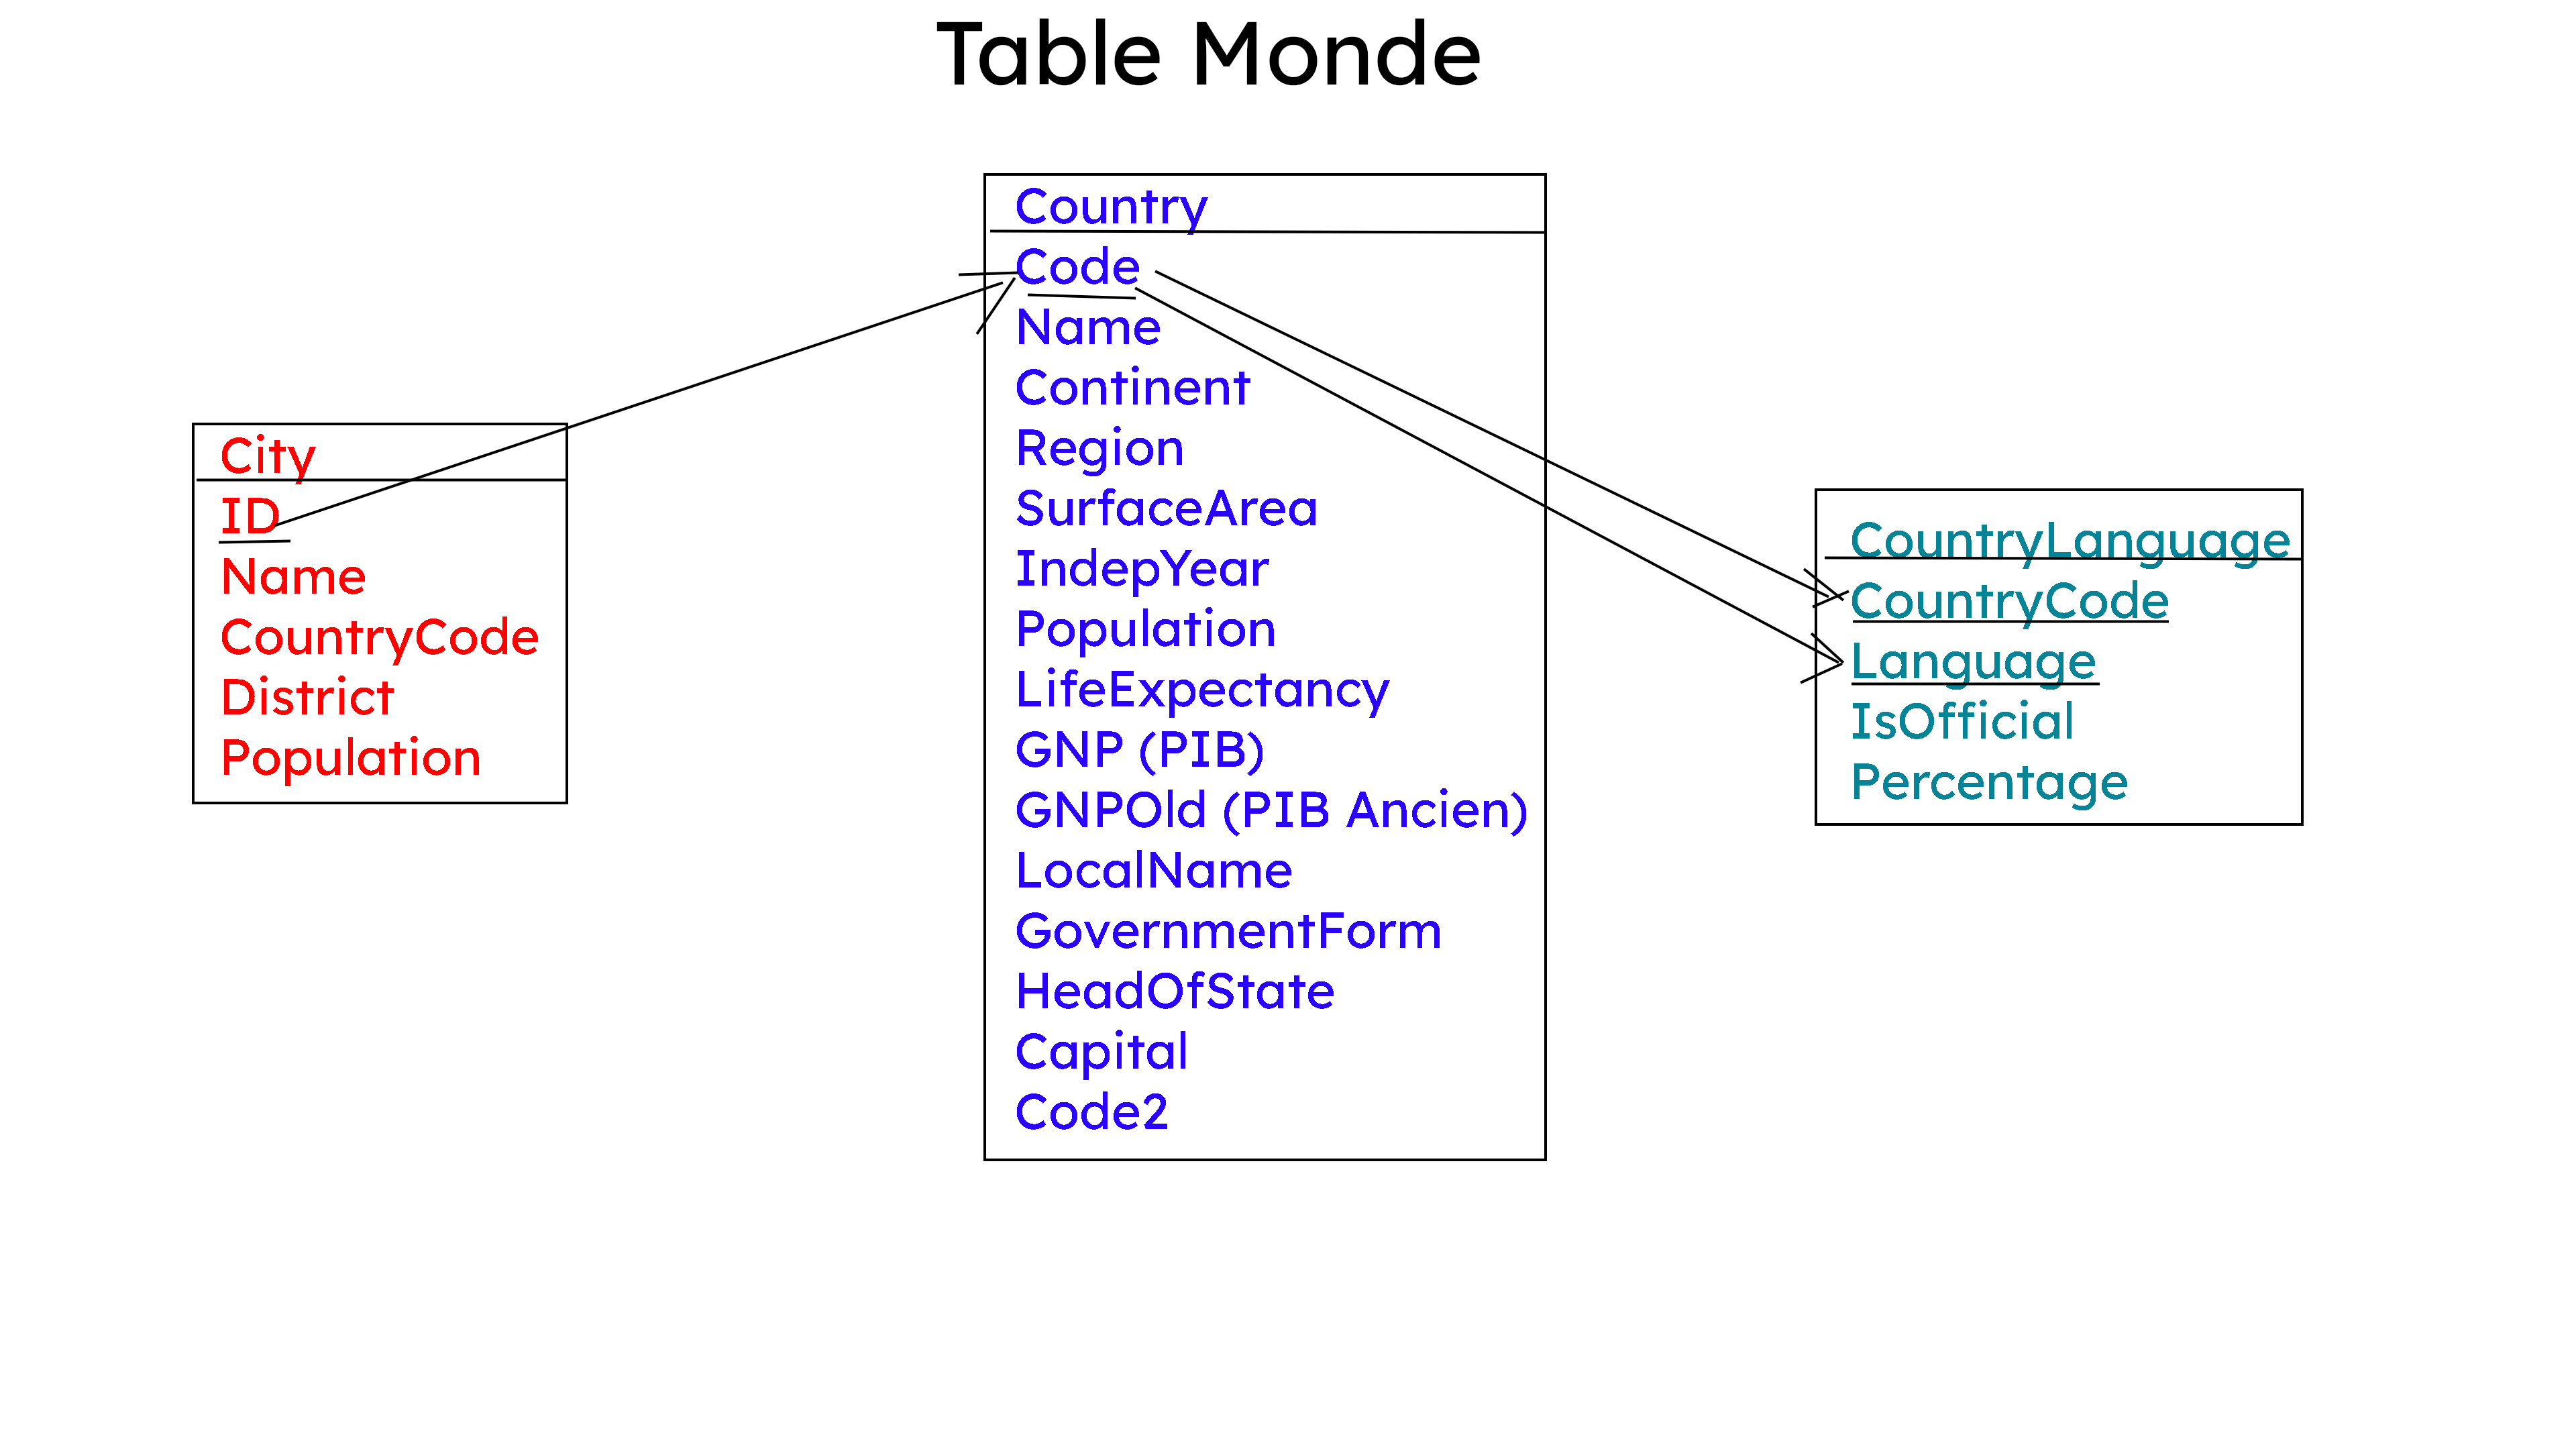 Table Monde
City
ID
Name
CountryCode
District
Population
Country
Code
Name
Continent
Region
SurfaceArea
IndepYear
Population
LifeExpectancy
GNP (PIB)
GNPOld (PIB Ancien)
LocalName
GovernmentForm
HeadOfState
Capital
Code2
CountryLanguage
CountryCode
Language
IsOfficial
Percentage